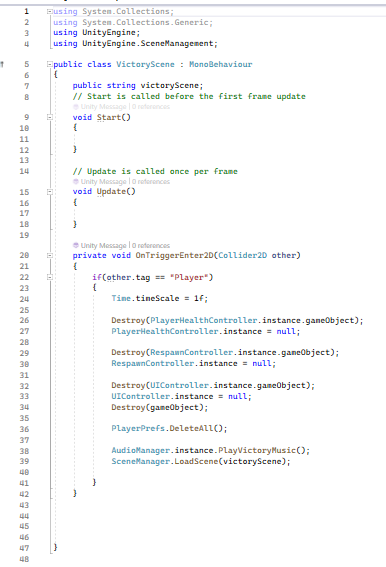 1 using System.Collections;
2 using System.Collections.Generic;
3 using UnityEngine;
4 using UnityEngine.SceneManagement;
5 public class VictoryScene : MonoBehaviour
6 {
7 public string victoryScene;
8 // Start is called before the first frame update
Unity Message | 0 references
9 void Start()
10 {
11
12 }
13
14 // Update is called once per frame
Unity Message | 0 references
15 void Update()
16 {
17
18 }
19
Unity Message | 0 references
20 private void OnTriggerEnter2D(Collider2D other)
21 {
22 if(other.tag == "Player")
23 {
24 Time.timeScale = 1f;
25
26 Destroy(PlayerHealthController.instance.gameObject);
27 PlayerHealthController.instance = null;
28
29 Destroy(RespawnController.instance.gameObject);
30 RespawnController.instance = null;
31
32 Destroy(UIController.instance.gameObject);
33 UIController.instance = null;
34 Destroy(gameObject);
35
36 PlayerPrefs.DeleteAll();
37
38 AudioManager.instance.PlayVictoryMusic();
39 SceneManager.LoadScene(victoryScene);
40
41 }
42 }
43
44
45
46
47 }
48